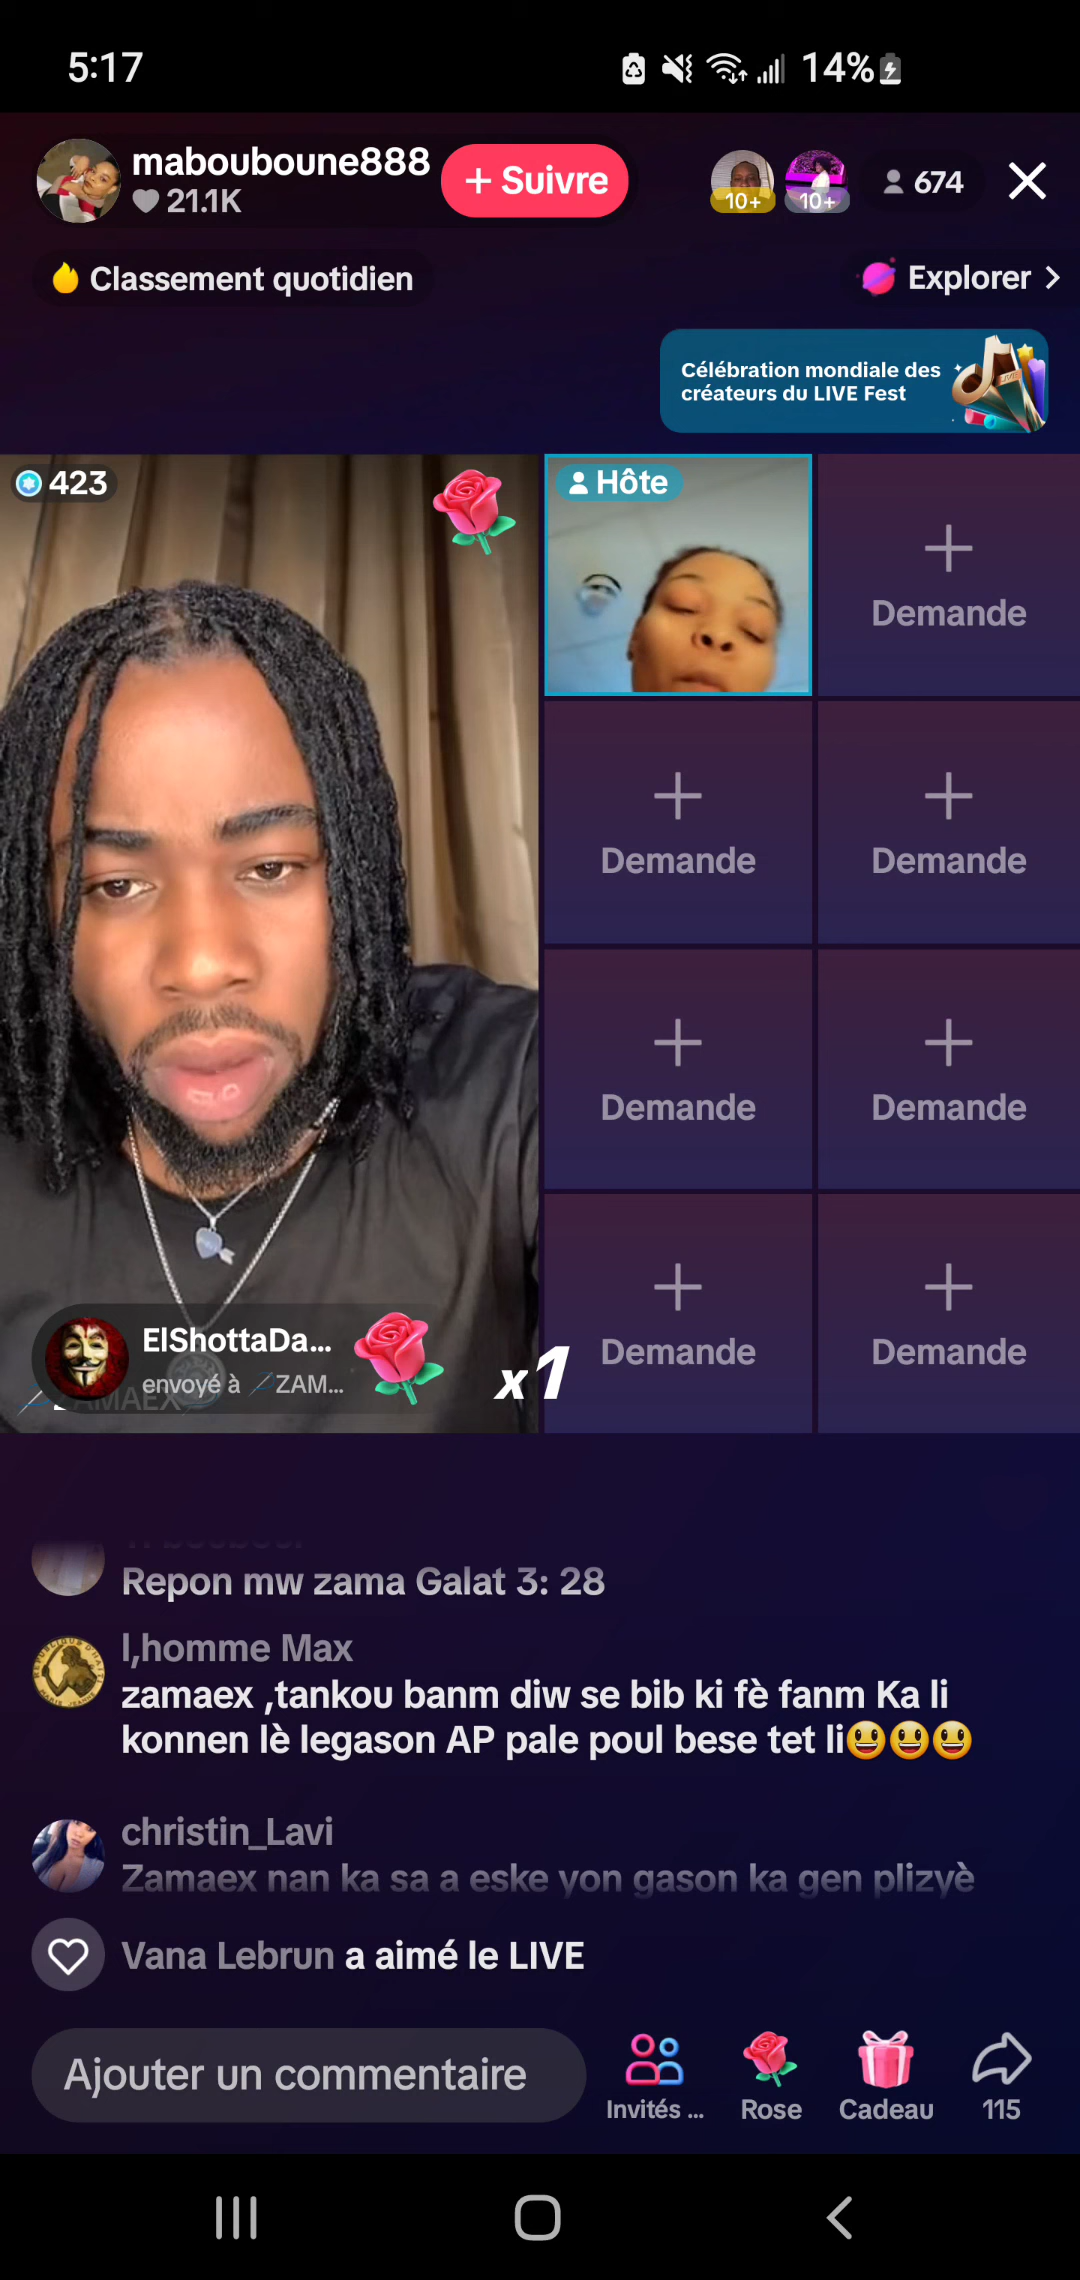 5:17
14%
mabouboune888
21.1K
+ Suivre
10+
10+
674
Classement quotidien
Explorer
Célébration mondiale des
créateurs du LIVE Fest
423
Hôte
Demande
Demande
Demande
Demande
Demande
Demande
Demande
ElShottaDa...
envoyé à ZAM...
x1
ZAMAEX
Repon mw zama Galat 3: 28
l,homme Max
zamaex ,tankou banm diw se bib ki fè fanm Ka li
konnen lè legason AP pale poul bese tet li😃😃😃
christin_Lavi
Zamaex nan ka sa a eske yon gason ka gen plizyè
Vana Lebrun a aimé le LIVE
Ajouter un commentaire
Invités ...
Rose
Cadeau
115